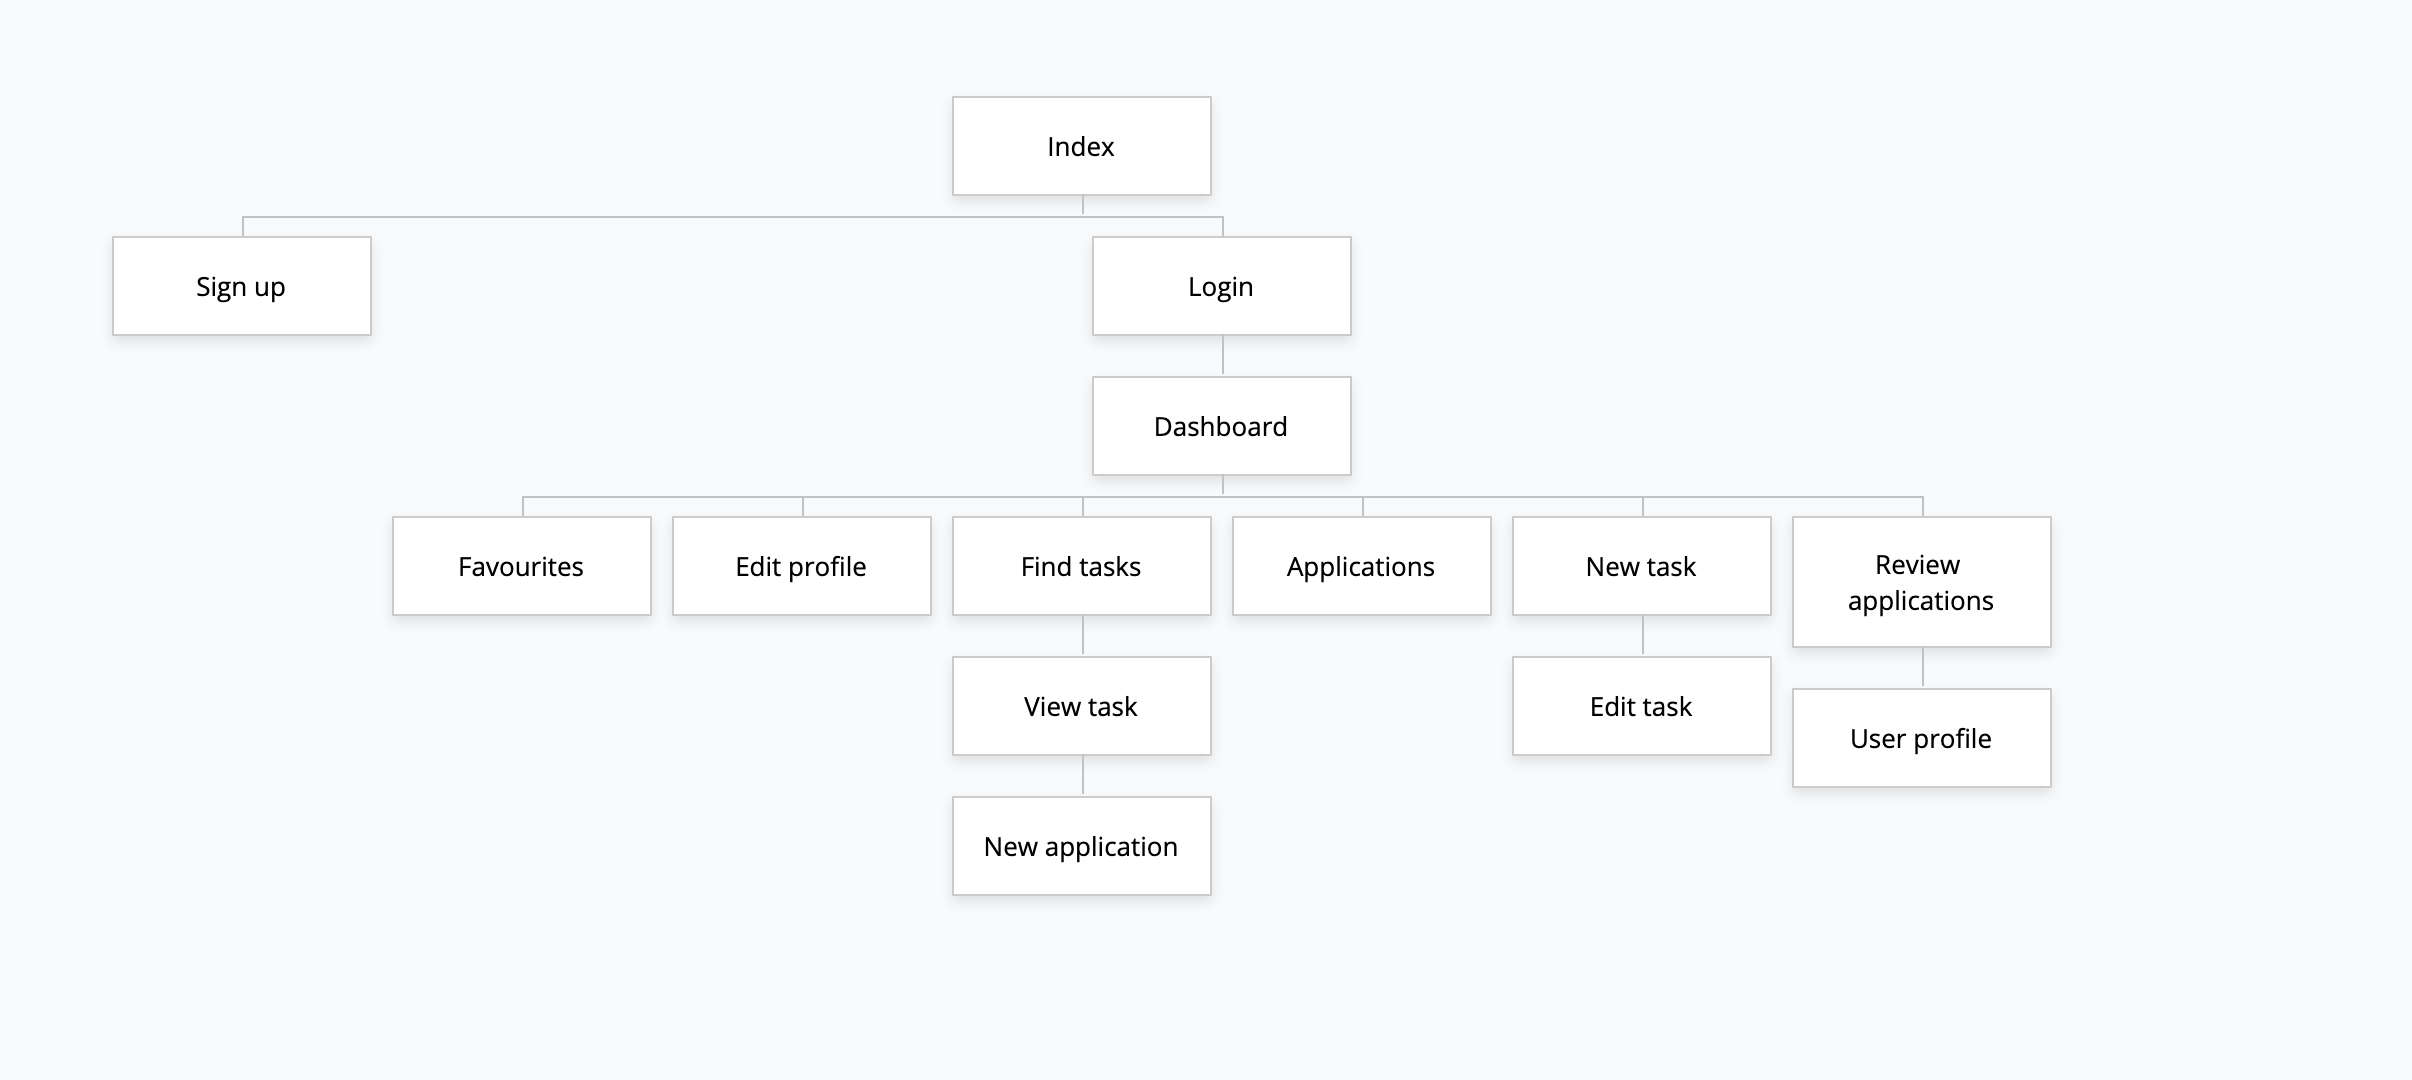 Index
Sign up
Login
Dashboard
Favourites
Edit profile
Find tasks
Applications
New task
Review
applications
View task
Edit task
User profile
New application